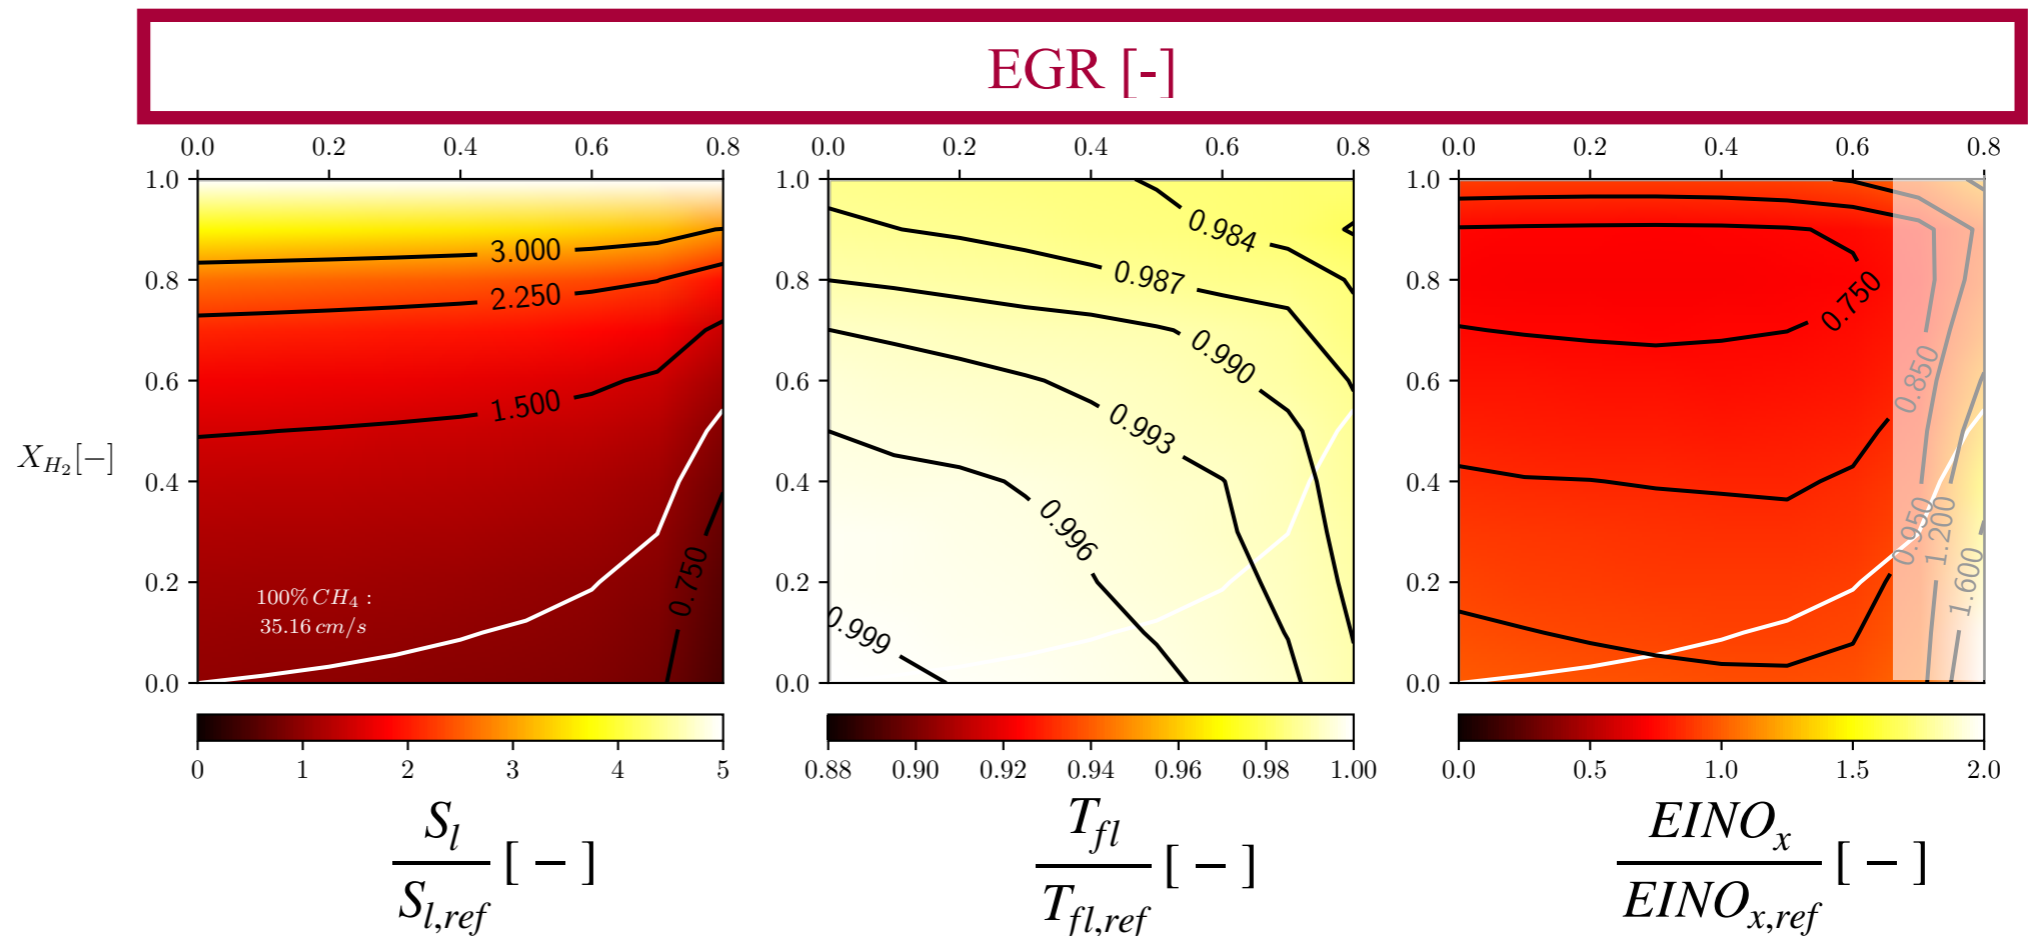 EGR [-]
0.0 0.2 0.4 0.6 0.8 0.0 0.2 0.4 0.6 0.8 0.0 0.2 0.4 0.6 0.8
X_{H_2}[-]
1.0
0.8
0.6
0.4
0.2
0.0
3.000
2.250
1.500
0.750
100% CH_4 :
35.16 cm/s
1.0
0.8
0.6
0.4
0.2
0.0
0.984
0.987
0.990
0.993
0.996
0.999
1.0
0.8
0.6
0.4
0.2
0.0
0.750
0.850
0.950
1.200
1.600
0 1 2 3 4 5
0.88 0.90 0.92 0.94 0.96 0.98 1.00
0.0 0.5 1.0 1.5 2.0
S_l
S_{l,ref} [ - ]
T_{fl}
T_{fl,ref} [ - ]
EINO_x
EINO_{x,ref} [ - ]